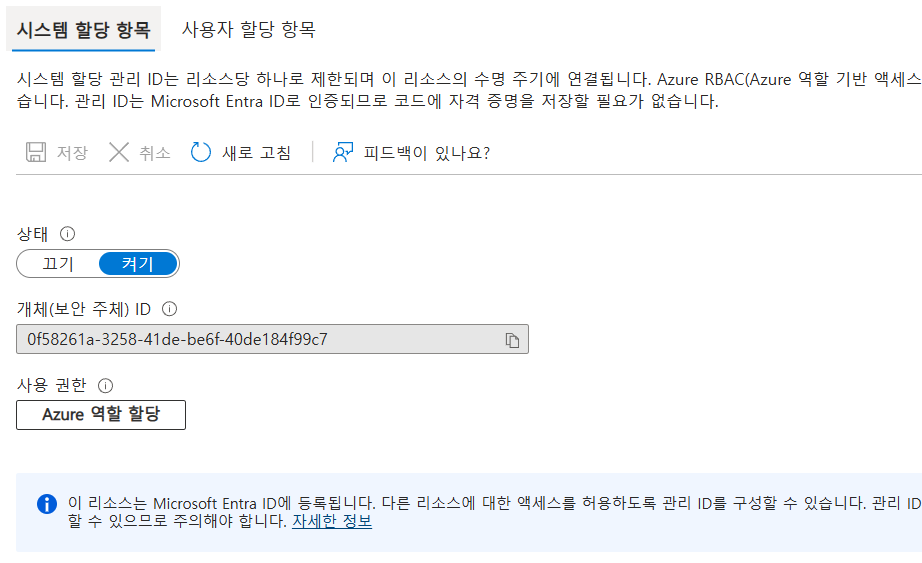 시스템 할당 항목 사용자 할당 항목
시스템 할당 관리 ID는 리소스당 하나로 제한되며 이 리소스의 수명 주기에 연결됩니다. Azure RBAC(Azure 역할 기반 액세스
습니다. 관리 ID는 Microsoft Entra ID로 인증되므로 코드에 자격 증명을 저장할 필요가 없습니다.
저장 취소 새로 고침 피드백이 있나요?
상태
끄기 켜기
개체(보안 주체) ID
0f58261a-3258-41de-be6f-40de184f99c7
사용 권한
Azure 역할 할당
이 리소스는 Microsoft Entra ID에 등록됩니다. 다른 리소스에 대한 액세스를 허용하도록 관리 ID를 구성할 수 있습니다. 관리 ID
할 수 있으므로 주의해야 합니다. 자세한 정보